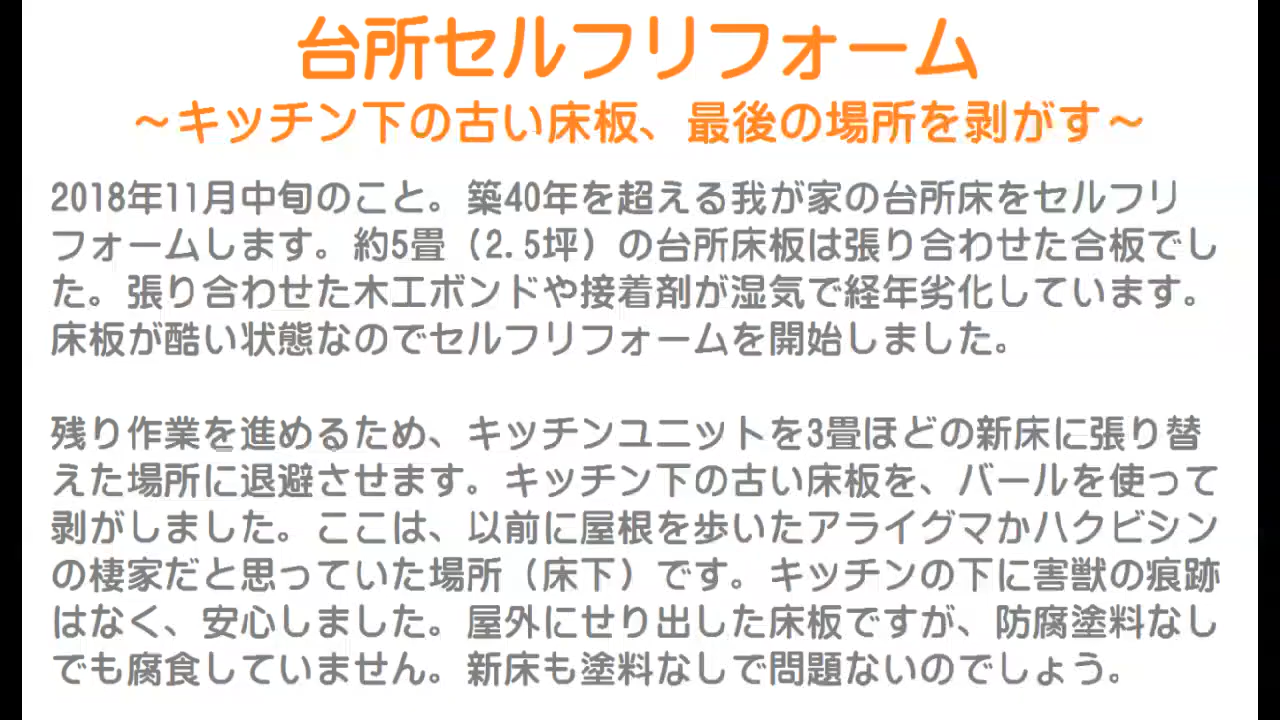 台所セルフリフォーム
～キッチン下の古い床板、最後の場所を剥がす～
2018年11月中旬のこと。築40年を超える我が家の台所床をセルフリ
フォームします。約5畳（2.5坪）の台所床板は張り合わせた合板でし
た。張り合わせた木工ボンドや接着剤が湿気で経年劣化しています。
床板が酷い状態なのでセルフリフォームを開始しました。
残り作業を進めるため、キッチンユニットを3畳ほどの新床に張り替
えた場所に退避させます。キッチン下の古い床板を、バールを使って
剥がしました。ここは、以前に屋根を歩いたアライグマかハクビシン
の棲家だと思っていた場所（床下）です。キッチンの下に害獣の痕跡
はなく、安心しました。屋外にせり出した床板ですが、防腐塗料なし
でも腐食していません。新床も塗料なしで問題ないのでしょう。